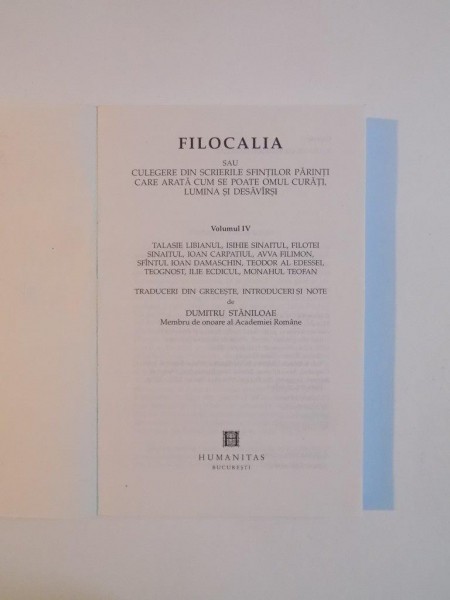 FILOCALIA
SAU
CULEGERE DIN SCRIERILE SFINȚILOR PĂRINȚI
CARE ARATĂ CUM SE POATE OMUL CURĂȚI,
LUMINA ȘI DESĂVÎRȘI
Volumul IV
TALASIE LIBIANUL, ISIHIE SINAITUL, FILOTEI
SINAITUL, IOAN CARPATIUL, AVVA FILIMON,
SFÎNTUL IOAN DAMASCHIN, TEODOR AL EDESSEI,
TEOGNOST, ILIE ECDICUL, MONAHUL TEOFAN
TRADUCERI DIN GRECEȘTE, INTRODUCERI ȘI NOTE
de
DUMITRU STĂNILOAE
Membru de onoare al Academiei Române
H
HUMANITAS
BUCUREȘTI